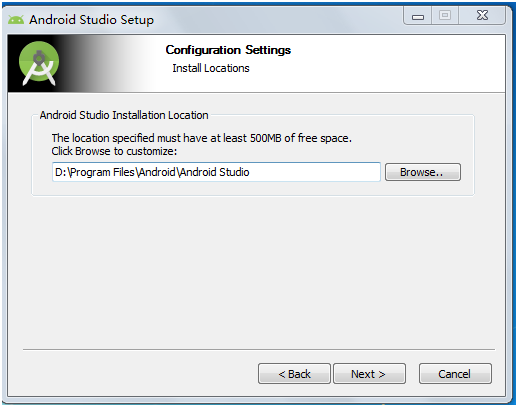 Android Studio Setup
Configuration Settings
Install Locations
Android Studio Installation Location
The location specified must have at least 500MB of free space.
Click Browse to customize:
D:\Program Files\Android\Android Studio
Browse..
< Back
Next >
Cancel